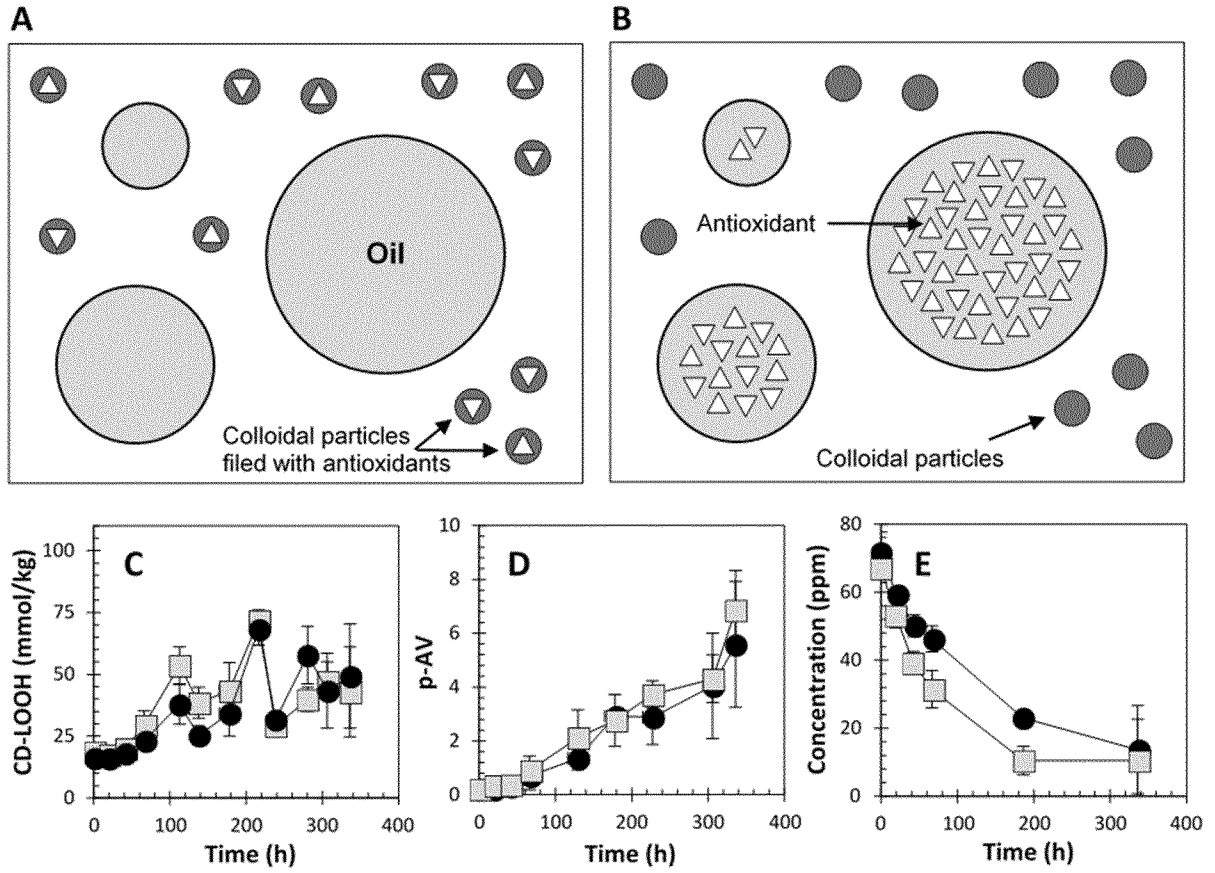 A
B
Oil
Antioxidant
Colloidal particles
filed with antioxidants
Colloidal particles
C
CD-LOOH (mmol/kg)
100
75
50
25
0
0 100 200 300 400
Time (h)
D
p-AV
10
8
6
4
2
0
0 100 200 300 400
Time (h)
E
Concentration (ppm)
80
60
40
20
0
0 100 200 300 400
Time (h)